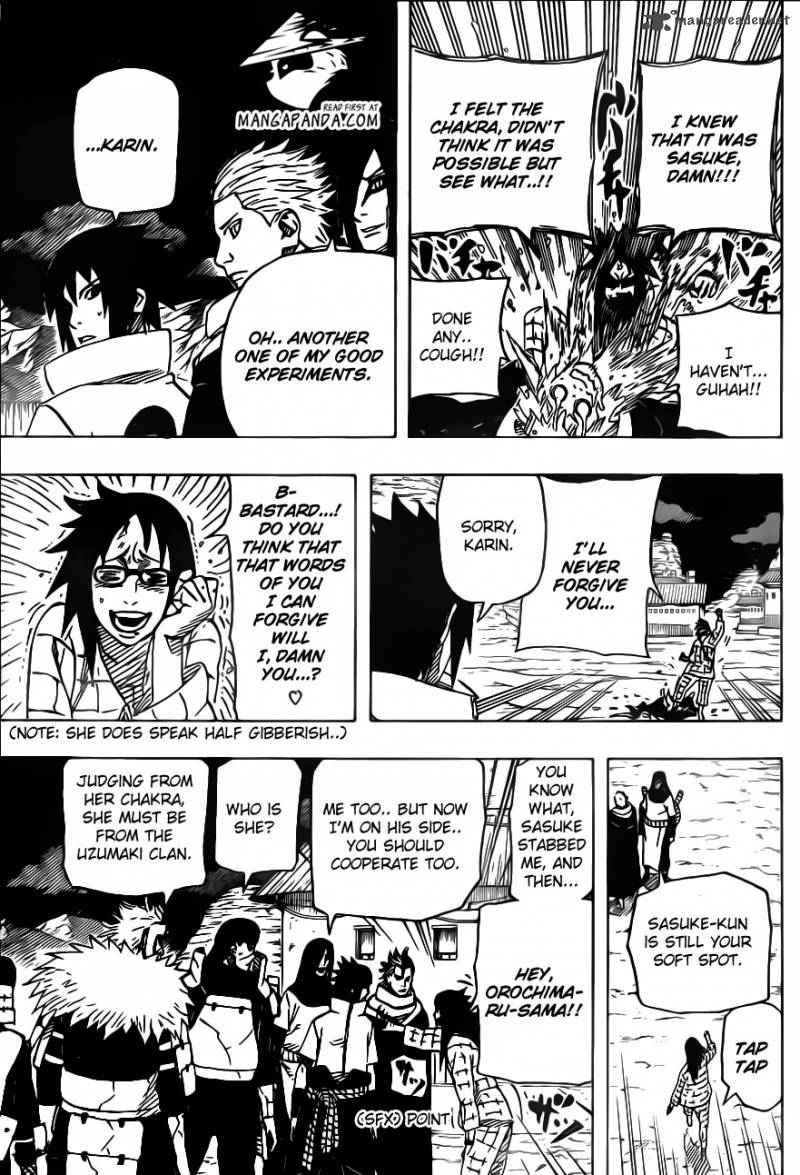 mangareader.net
I KNEW
THAT IT WAS
SASUKE,
DAMN!!!
I FELT THE
CHAKRA, DIDN'T
THINK IT WAS
POSSIBLE BUT
SEE WHAT..!!
I
HAVEN'T...
GUHAH!!
DONE
ANY..
COUGH!!
READ FIRST AT
MANGAPANDA.COM
...KARIN.
OH.. ANOTHER
ONE OF MY GOOD
EXPERIMENTS.
I'LL
NEVER
FORGIVE
YOU...
SORRY,
KARIN.
B-
BASTARD...!
DO YOU
THINK THAT
THAT WORDS
OF YOU
I CAN
FORGIVE
WILL
I, DAMN
YOU...?
♡
(NOTE: SHE DOES SPEAK HALF GIBBERISH..)
SASUKE-KUN
IS STILL YOUR
SOFT SPOT.
TAP
TAP
YOU
KNOW
WHAT,
SASUKE
STABBED
ME, AND
THEN...
HEY,
OROCHIMA-
RU-SAMA!!
ME TOO.. BUT NOW
I'M ON HIS SIDE..
YOU SHOULD
COOPERATE TOO.
WHO IS
SHE?
JUDGING FROM
HER CHAKRA,
SHE MUST BE
FROM THE
UZUMAKI CLAN.
(SFX) POINT